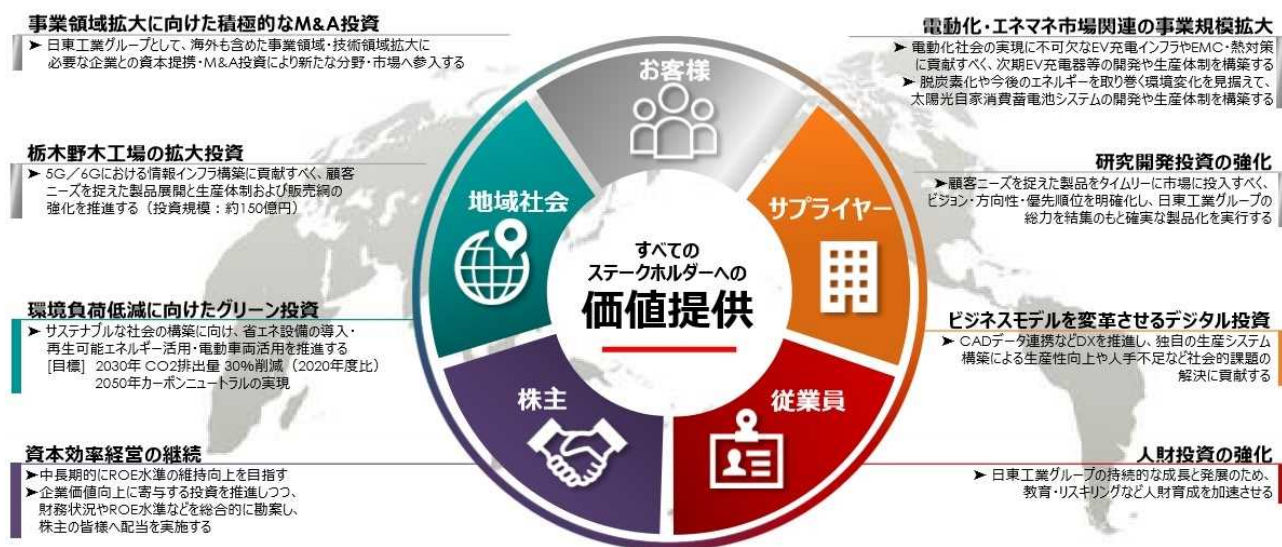 事業領域拡大に向けた積極的なM&A投資
➤ 日東工業グループとして、海外も含めた事業領域・技術領域拡大に
必要な企業との資本提携・M&A投資により新たな分野・市場へ参入する
栃木野木工場の拡大投資
➤ 5G／6Gにおける情報インフラ構築に貢献すべく、顧客
ニーズを捉えた製品展開と生産体制および販売網の
強化を推進する（投資規模：約150億円）
環境負荷低減に向けたグリーン投資
➤ サステナブルな社会の構築に向け、省エネ設備の導入・
再生可能エネルギー活用・電動車両活用を推進する
[目標] 2030年 CO2排出量 30%削減（2020年度比）
2050年カーボンニュートラルの実現
資本効率経営の継続
➤中長期的にROE水準の維持向上を目指す
➤企業価値向上に寄与する投資を推進しつつ、
財務状況やROE水準などを総合的に勘案し、
株主の皆様へ配当を実施する
お客様
地域社会
サプライヤー
すべての
ステークホルダーへの
価値提供
株主
従業員
電動化・エネマネ市場関連の事業規模拡大
➤ 電動化社会の実現に不可欠なEV充電インフラやEMC・熱対策
に貢献すべく、次期EV充電器等の開発や生産体制を構築する
➤ 脱炭素化や今後のエネルギーを取り巻く環境変化を見据えて、
太陽光自家消費蓄電池システムの開発や生産体制を構築する
研究開発投資の強化
➤顧客ニーズを捉えた製品をタイムリーに市場に投入すべく、
ビジョン・方向性・優先順位を明確化し、日東工業グループの
総力を結集のもと確実な製品化を実行する
ビジネスモデルを変革させるデジタル投資
➤ CADデータ連携などDXを推進し、独自の生産システム
構築による生産性向上や人手不足など社会的課題の
解決に貢献する
人財投資の強化
➤ 日東工業グループの持続的な成長と発展のため、
教育・リスキリングなど人財育成を加速させる